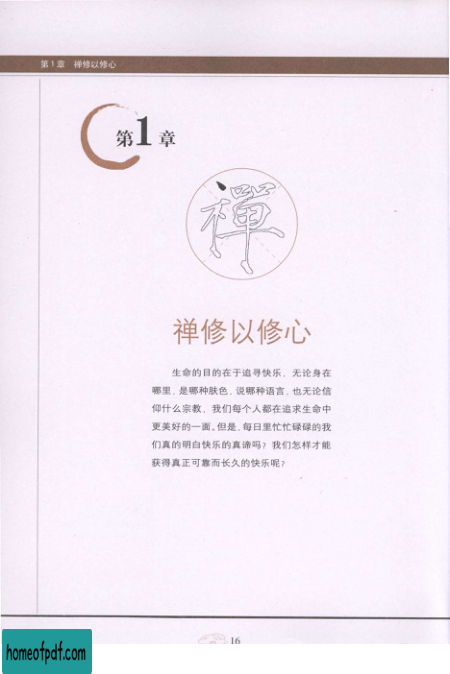 第1章 禅修以修心
第1章
禪
禅修以修心
生命的目的在于追寻快乐，无论身在
哪里，是哪种肤色，说哪种语言，也无论信
仰什么宗教，我们每个人都在追求生命中
更美好的一面。但是，每日里忙忙碌碌的我
们真的明白快乐的真谛吗？我们怎样才能
获得真正可靠而长久的快乐呢？
16
homeofpdf.com